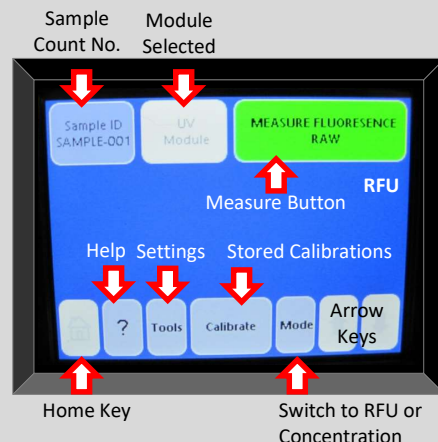 Sample
Count No.
Module
Selected
Sample ID
SAMPLE-001
UV
Module
MEASURE FLUORESENCE
RAW
RFU
Measure Button
Help
Settings
Stored Calibrations
?
Tools
Calibrate
Mode
Arrow
Keys
Home Key
Switch to RFU or
Concentration